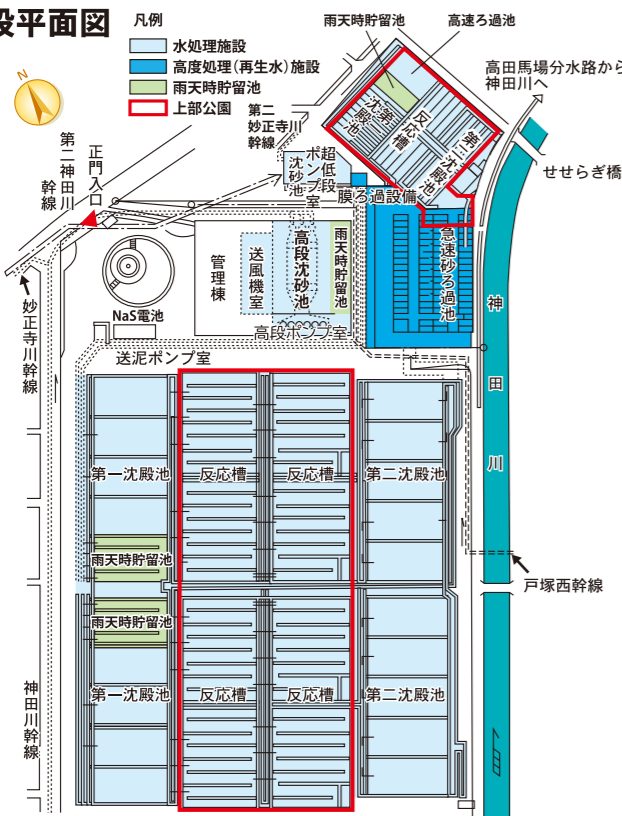 設平面図
凡例
水処理施設
高度処理(再生水)施設
雨天時貯留池
上部公園
N
雨天時貯留池
高速ろ過池
高田馬場分水路から
神田川へ
せせらぎ橋
第二
妙正寺川
幹線
第二神田川
幹線
正門入口
沈砂池
超低段
ポンプ室
第一沈殿池
反応槽
第二沈殿池
膜ろ過設備
急速砂ろ過池
管理棟
送風機室
高段沈砂池
雨天時貯留池
高段ポンプ室
NaS電池
送泥ポンプ室
妙正寺川幹線
神田川
第一沈殿池
反応槽
反応槽
第二沈殿池
雨天時貯留池
雨天時貯留池
戸塚西幹線
第一沈殿池
反応槽
反応槽
第二沈殿池
神田川幹線